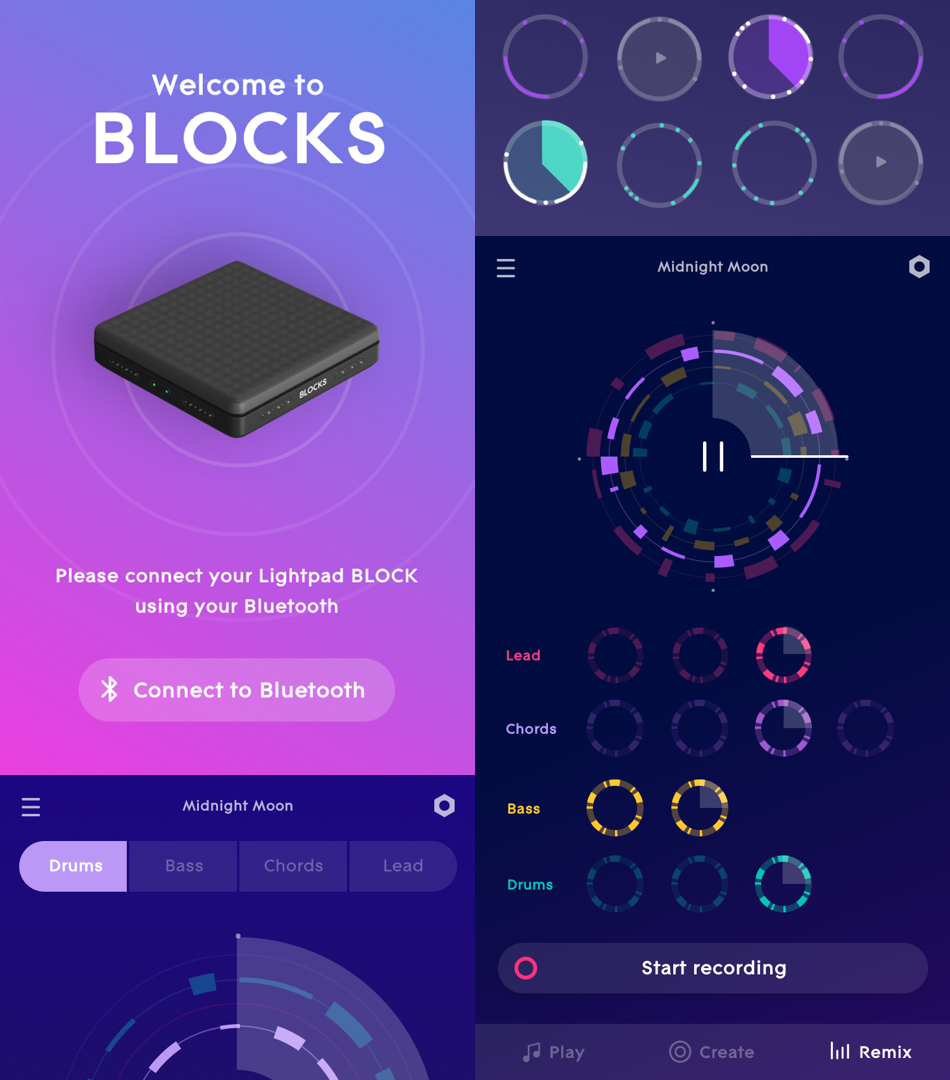 Welcome to
BLOCKS
BLOCKS
Please connect your Lightpad BLOCK
using your Bluetooth
Connect to Bluetooth
Midnight Moon
Drums
Bass
Chords
Lead
Midnight Moon
Lead
Chords
Bass
Drums
Start recording
Play
Create
Remix